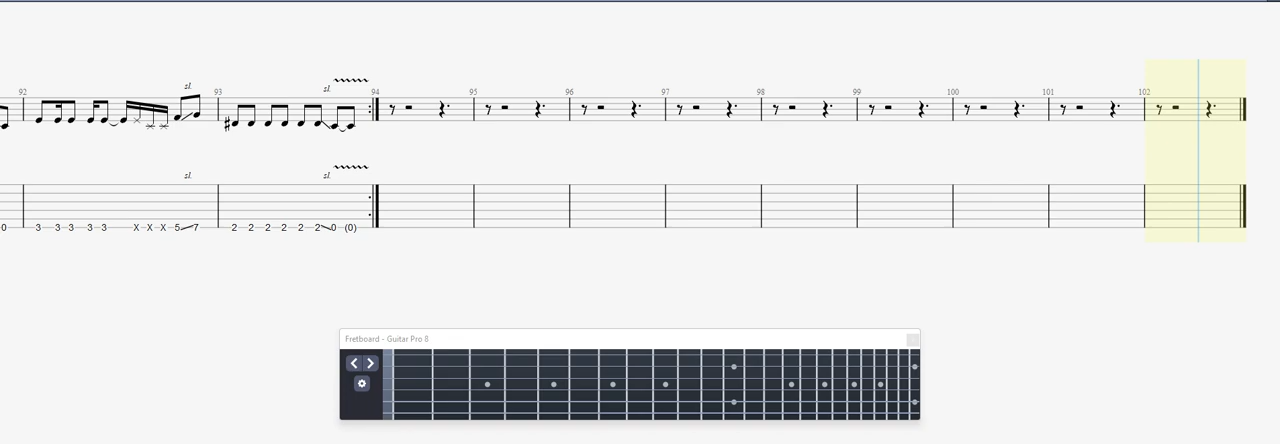 sl.
92 93 94 95 96 97 98 99 100 101 102
sl.
sl. sl.
0 3 3 3 3 3 X X X 5 7 2 2 2 2 2 2 0 (0)
Fretboard - Guitar Pro 8